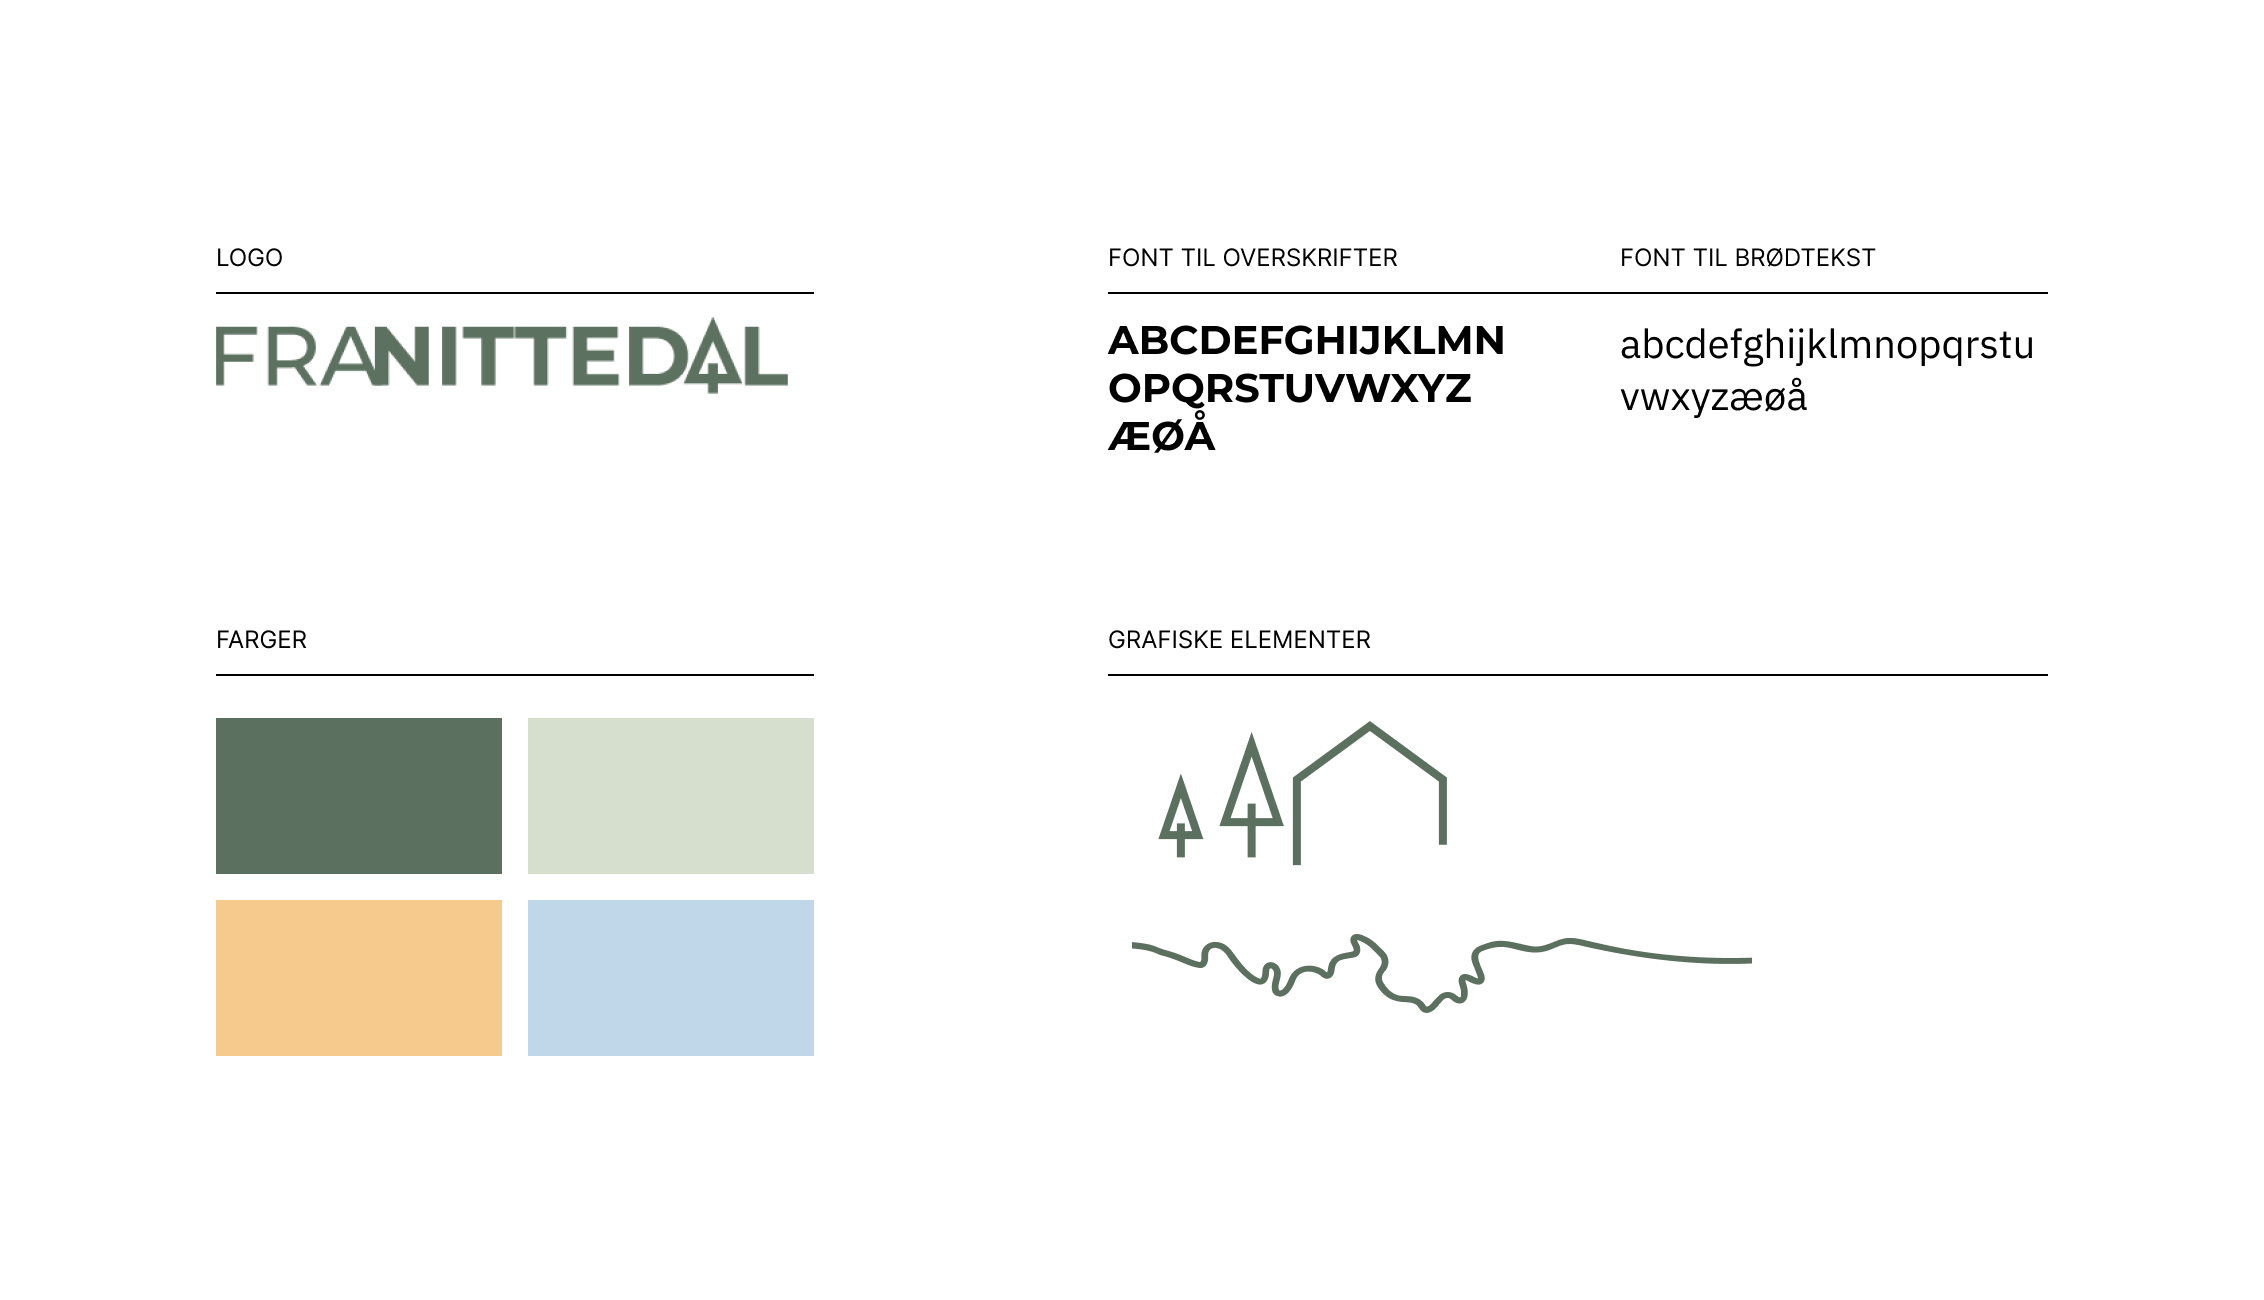 LOGO
FRANITTEDAL
FONT TIL OVERSKRIFTER
ABCDEFGHIJKLMN
OPQRSTUVWXYZ
ÆØÅ
FONT TIL BRØDTEKST
abcdefghijklmnopqrstu
vwxyzæøå
FARGER
GRAFISKE ELEMENTER